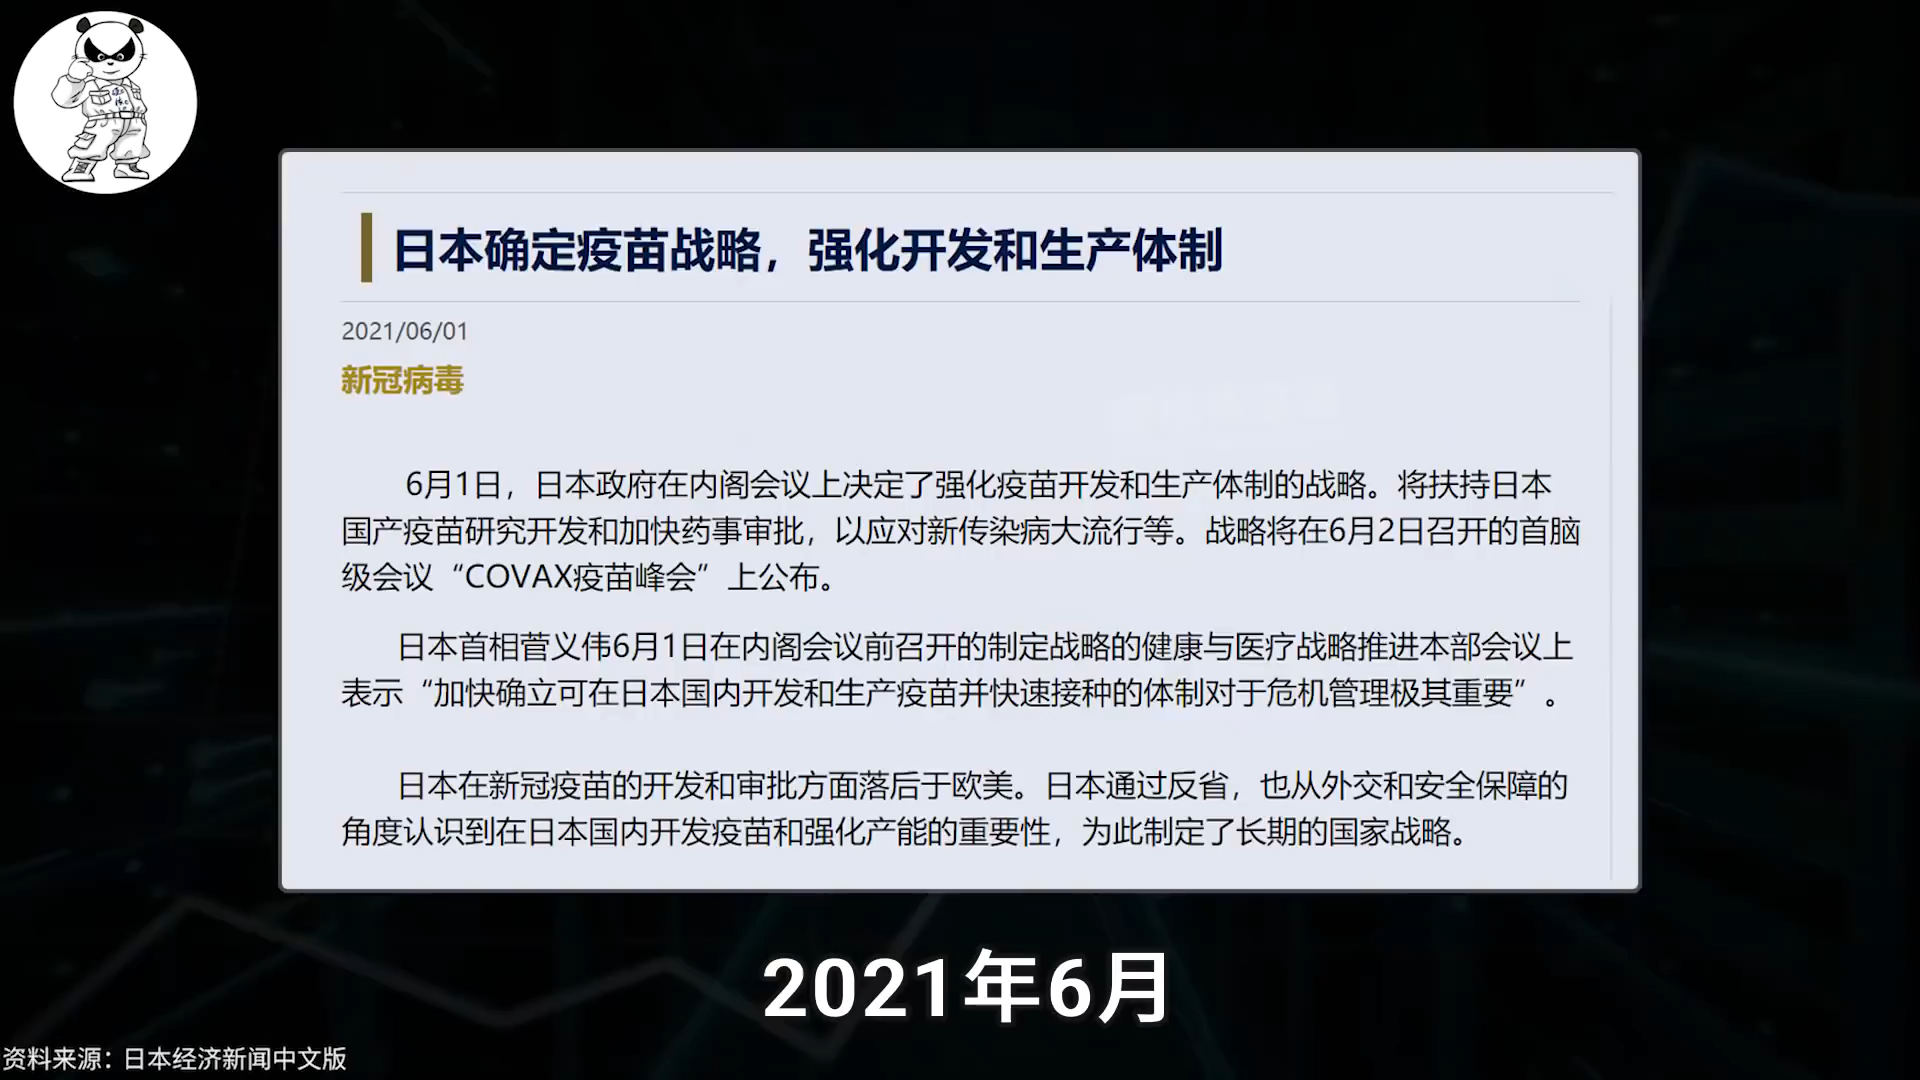 日本确定疫苗战略，强化开发和生产体制
2021/06/01
新冠病毒
6月1日，日本政府在内阁会议上决定了强化疫苗开发和生产体制的战略。将扶持日本
国产疫苗研究开发和加快药事审批，以应对新传染病大流行等。战略将在6月2日召开的首脑
级会议“COVAX疫苗峰会”上公布。
日本首相菅义伟6月1日在内阁会议前召开的制定战略的健康与医疗战略推进本部会议上
表示“加快确立可在日本国内开发和生产疫苗并快速接种的体制对于危机管理极其重要”。
日本在新冠疫苗的开发和审批方面落后于欧美。日本通过反省，也从外交和安全保障的
角度认识到在日本国内开发疫苗和强化产能的重要性，为此制定了长期的国家战略。
2021年6月
资料来源：日本经济新闻中文版